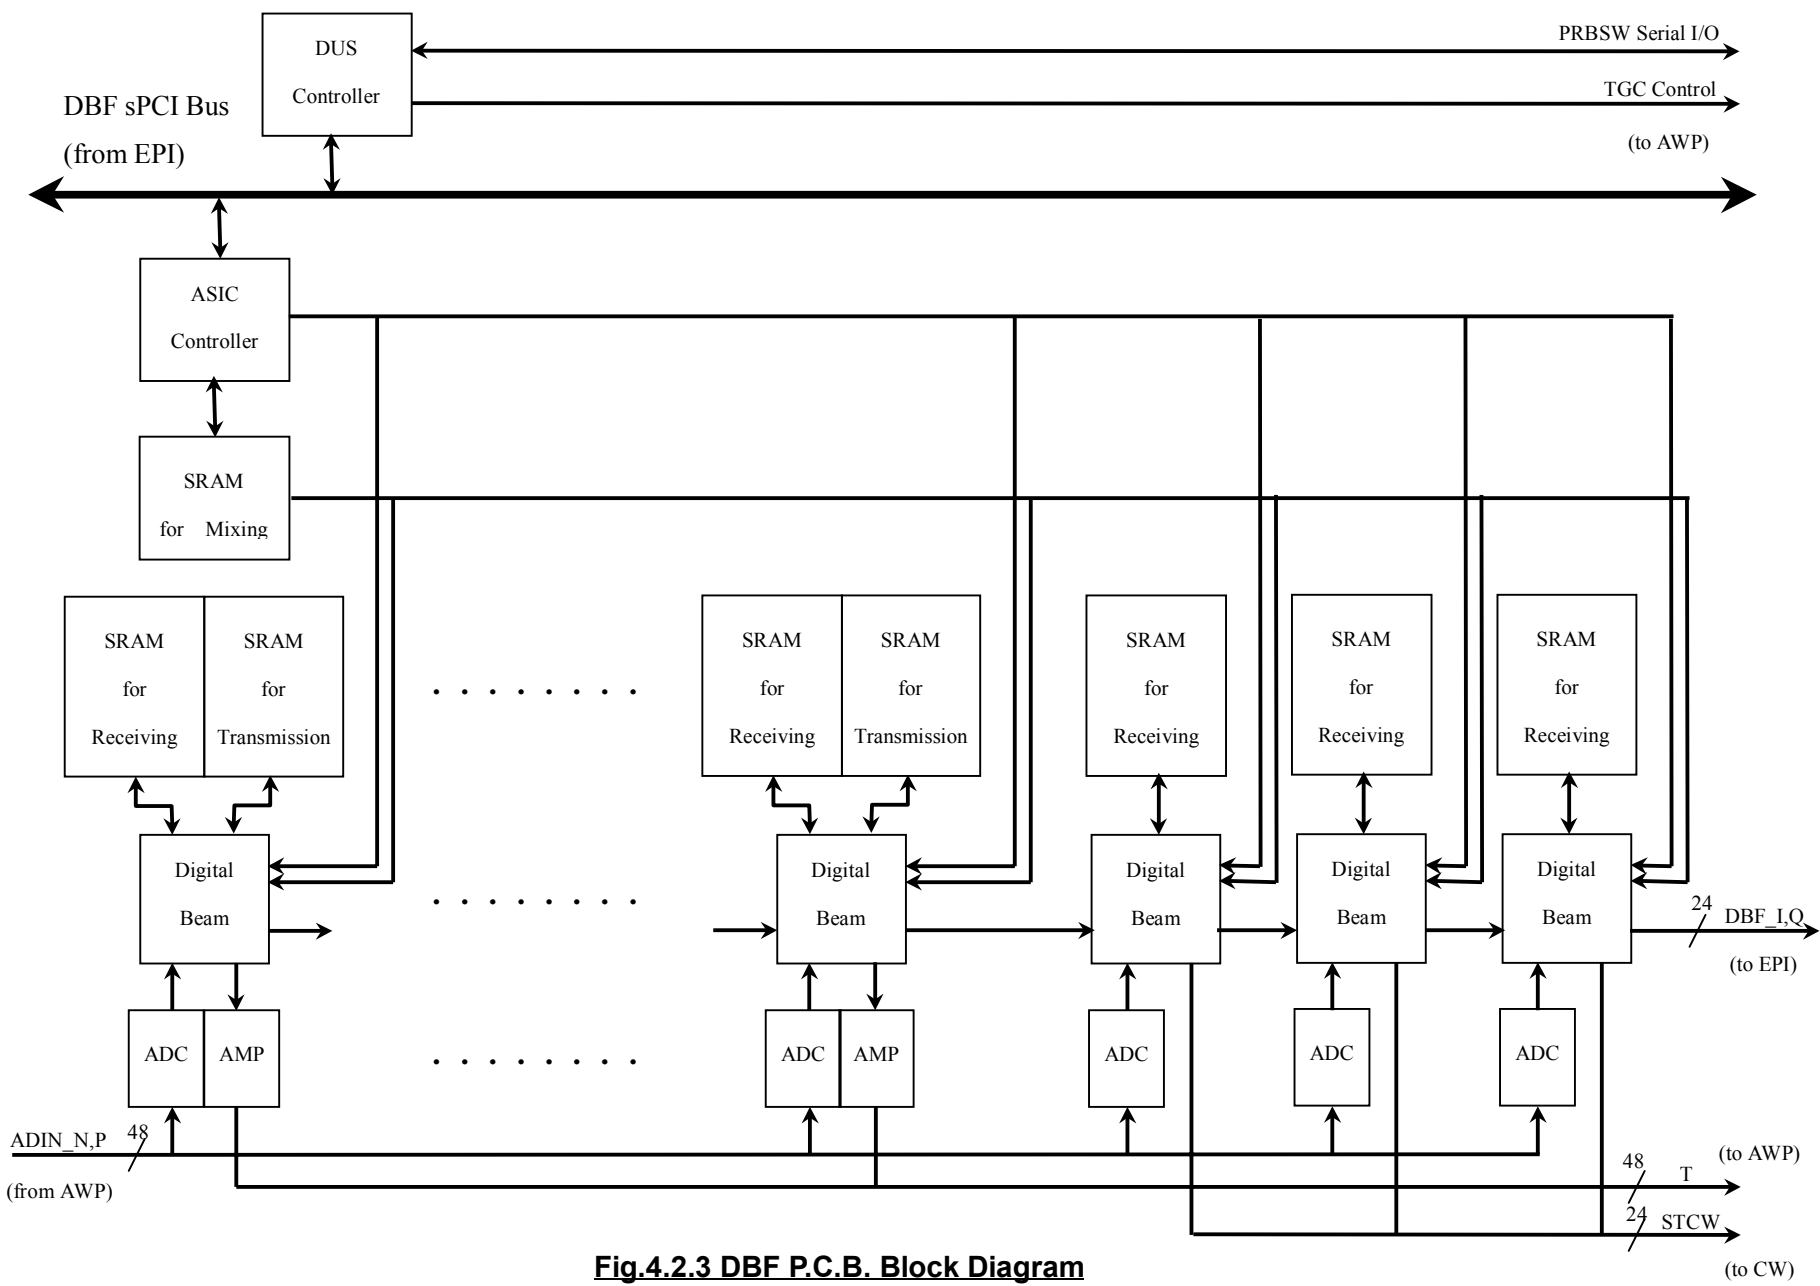 DUS
Controller
PRBSW Serial I/O
TGC Control
(to AWP)
DBF sPCI Bus
(from EPI)
ASIC
Controller
SRAM
for Mixing
SRAM
for
Receiving
SRAM
for
Transmission
SRAM
for
Receiving
SRAM
for
Transmission
SRAM
for
Receiving
SRAM
for
Receiving
SRAM
for
Receiving
Digital
Beam
Digital
Beam
Digital
Beam
Digital
Beam
Digital
Beam
24
DBF_I,Q
(to EPI)
ADC
AMP
ADC
AMP
ADC
ADC
ADC
ADIN_N,P
48
(from AWP)
(to AWP)
48
T
24
STCW
(to CW)
Fig.4.2.3 DBF P.C.B. Block Diagram